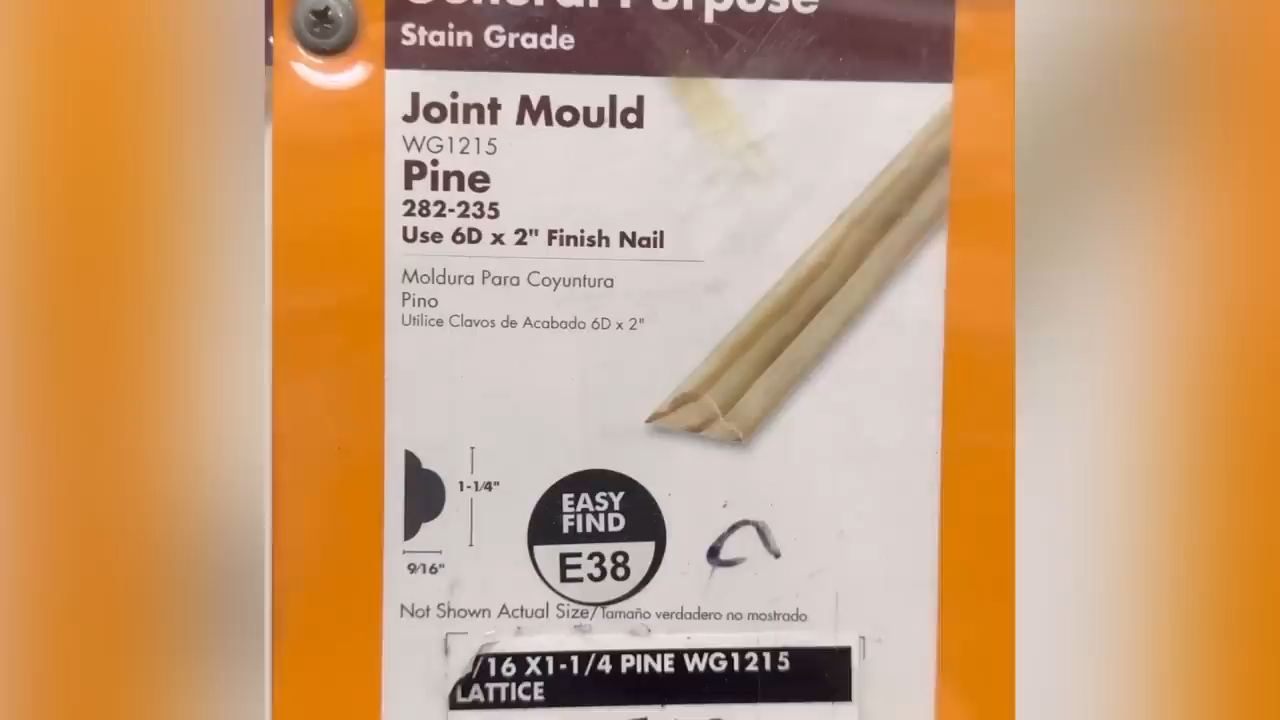 General Purpose
Stain Grade
Joint Mould
WG1215
Pine
282-235
Use 6D x 2" Finish Nail
Moldura Para Coyuntura
Pino
Utilice Clavos de Acabado 6D x 2"
1-1/4"
9/16"
EASY
FIND
E38
Not Shown Actual Size/Tamaño verdadero no mostrado
/16 X1-1/4 PINE WG1215
LATTICE